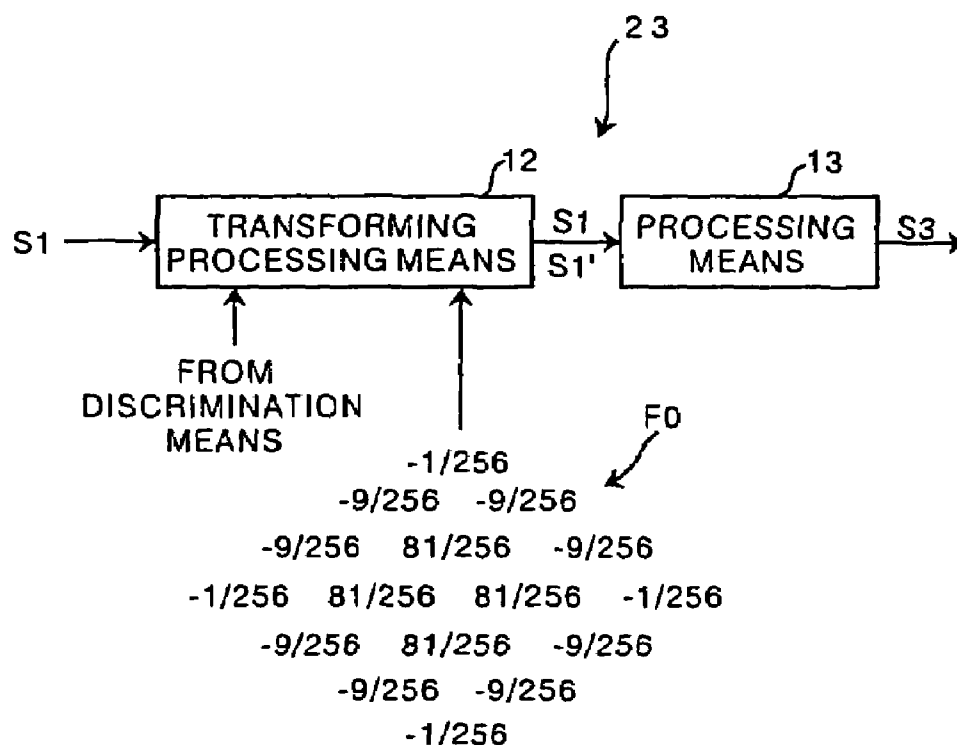 23
12
13
S1
TRANSFORMING
PROCESSING MEANS
S1
S1'
PROCESSING
MEANS
S3
FROM
DISCRIMINATION
MEANS
F0
-1/256
-9/256 -9/256
-9/256 81/256 -9/256
-1/256 81/256 81/256 -1/256
-9/256 81/256 -9/256
-9/256 -9/256
-1/256